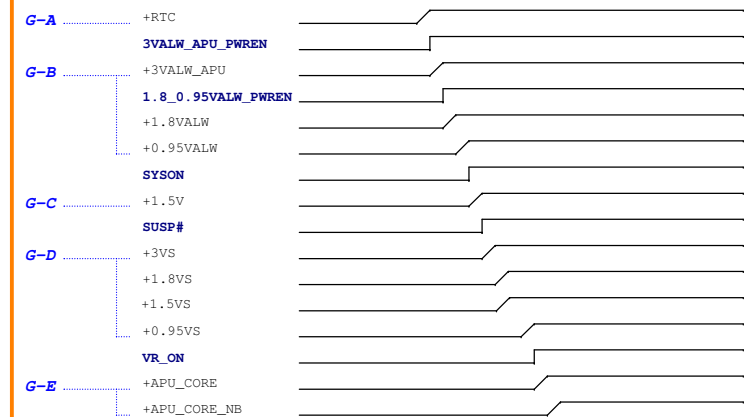 G-A +RTC
3VALW_APU_PWREN
G-B +3VALW_APU
1.8_0.95VALW_PWREN
+1.8VALW
+0.95VALW
SYSON
G-C +1.5V
SUSP#
G-D +3VS
+1.8VS
+1.5VS
+0.95VS
VR_ON
G-E +APU_CORE
+APU_CORE_NB